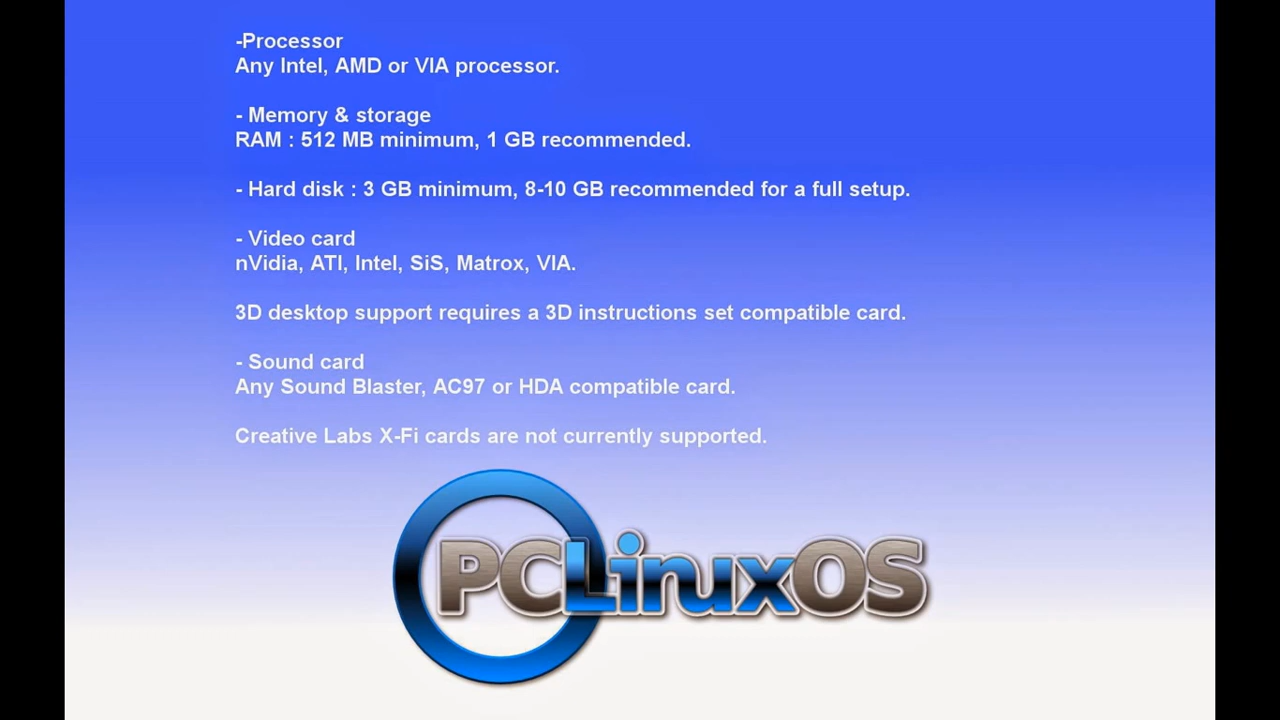 -Processor
Any Intel, AMD or VIA processor.
- Memory & storage
RAM : 512 MB minimum, 1 GB recommended.
- Hard disk : 3 GB minimum, 8-10 GB recommended for a full setup.
- Video card
nVidia, ATI, Intel, SiS, Matrox, VIA.
3D desktop support requires a 3D instructions set compatible card.
- Sound card
Any Sound Blaster, AC97 or HDA compatible card.
Creative Labs X-Fi cards are not currently supported.
PCLinuxOS